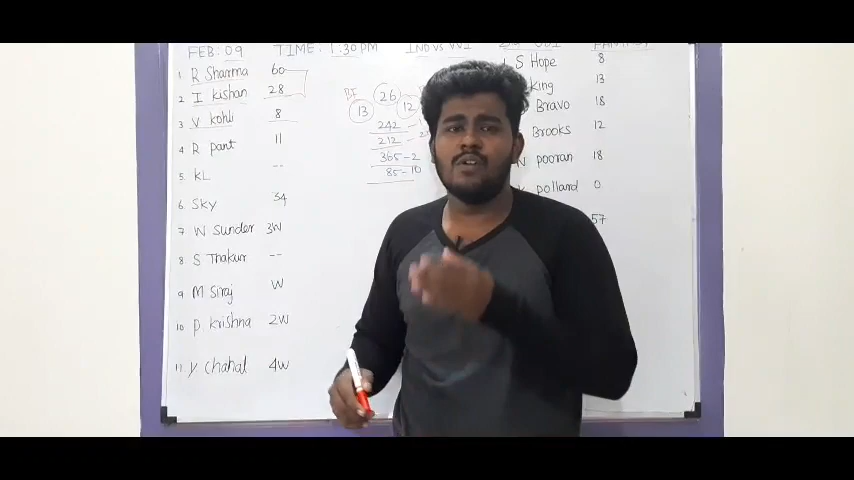 FEB: 09 TIME: 1:30PM IND vs WI
1 R Sharma 60
2 I Kishan 28
3 V Kohli 8
4 R pant 11
5. KL --
6. SKY 34
7 W Sunder 3W
8 S Thakur --
9 M Siraj W
10 P. Krishna 2W
11. Y chahal 4W
26
13 12
242 -
212 -
365 - 2
85 - 10
S Hope 8
king 13
Bravo 18
Brooks 12
N pooran 18
K pollard 0
57